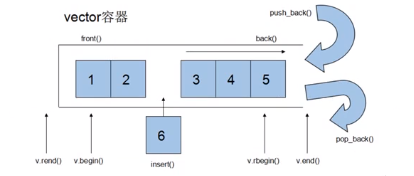 vector容器
push_back()
front()
back()
1 2 3 4 5
6
pop_back()
v.rend()
v.begin()
insert()
v.rbegin()
v.end()